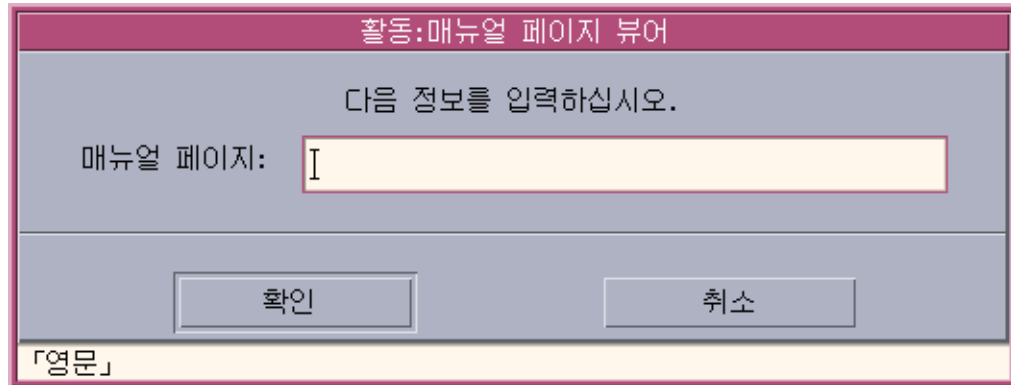 활동:매뉴얼 페이지 뷰어
다음 정보를 입력하십시오.
매뉴얼 페이지:
확인 취소
「영문」